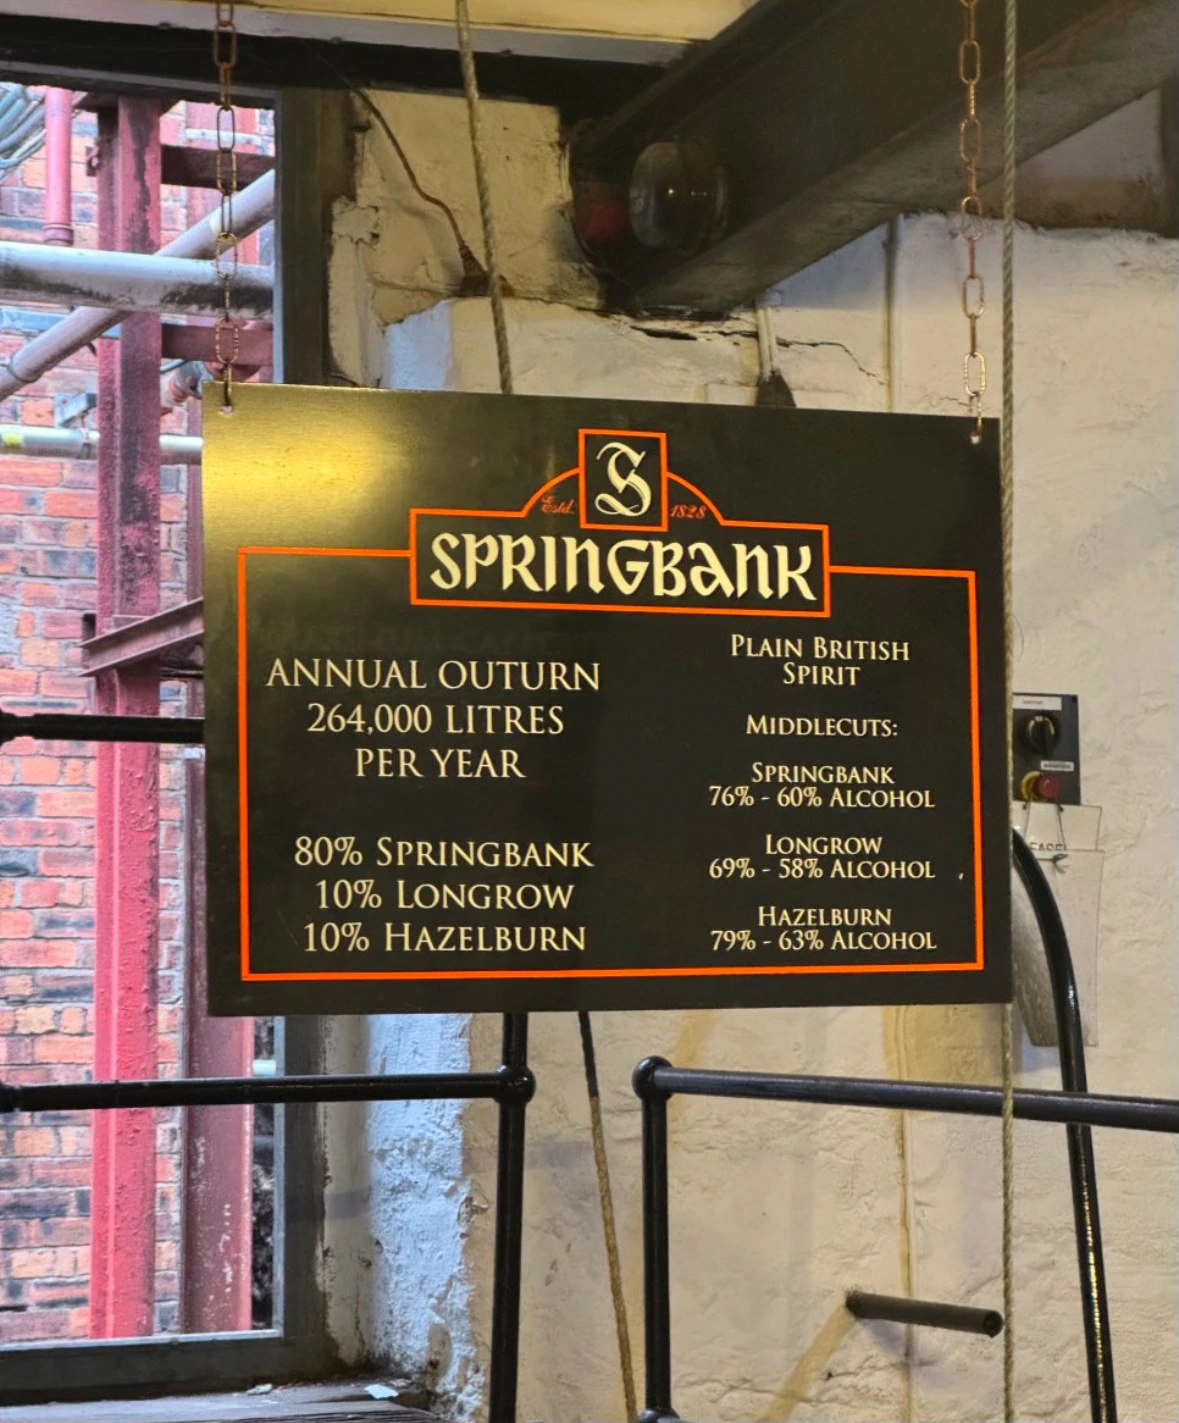 S
Estd. 1828
SPRINGBANK
ANNUAL OUTURN
264,000 LITRES
PER YEAR
80% SPRINGBANK
10% LONGROW
10% HAZELBURN
PLAIN BRITISH
SPIRIT
MIDDLECUTS:
SPRINGBANK
76% - 60% ALCOHOL
LONGROW
69% - 58% ALCOHOL
HAZELBURN
79% - 63% ALCOHOL